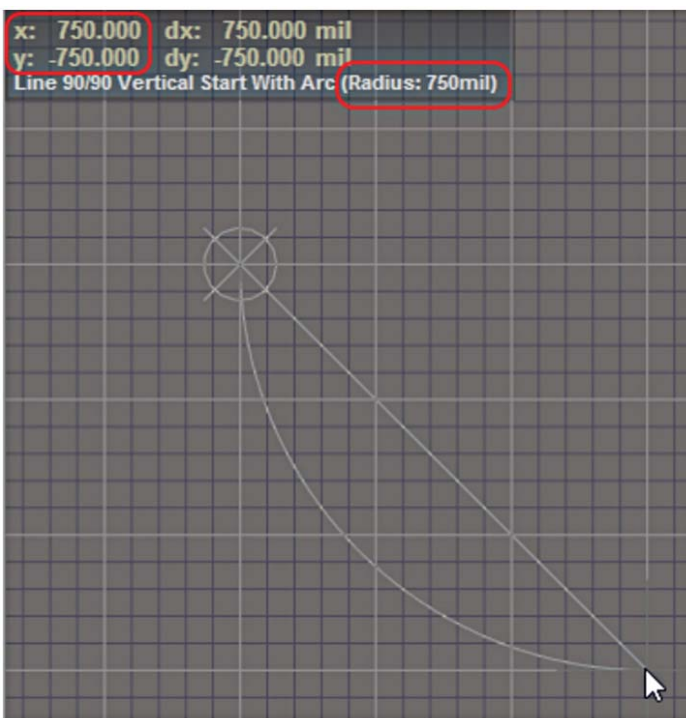 x: 750.000 dx: 750.000 mil
y: -750.000 dy: -750.000 mil
Line 90/90 Vertical Start With Arc (Radius: 750mil)